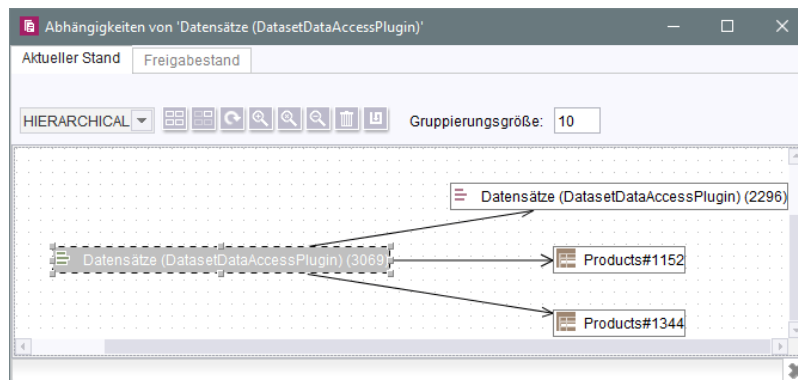 Abhängigkeiten von 'Datensätze (DatasetDataAccessPlugin)'
Aktueller Stand Freigabestand
HIERARCHICAL Gruppierungsgröße: 10
Datensätze (DatasetDataAccessPlugin) (2296)
Datensätze (DatasetDataAccessPlugin) (3069) Products#1152
Products#1344